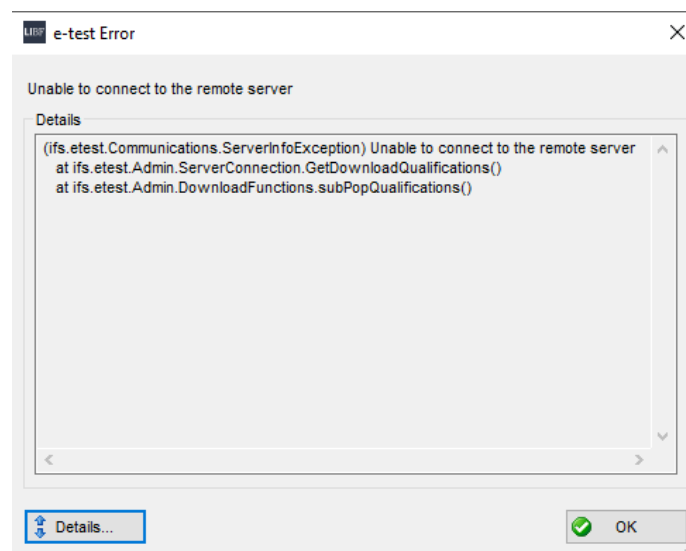 LIBF e-test Error
Unable to connect to the remote server
Details
(ifs.etest.Communications.ServerInfoException) Unable to connect to the remote server
at ifs.etest.Admin.ServerConnection.GetDownloadQualifications()
at ifs.etest.Admin.DownloadFunctions.subPopQualifications()
Details... OK